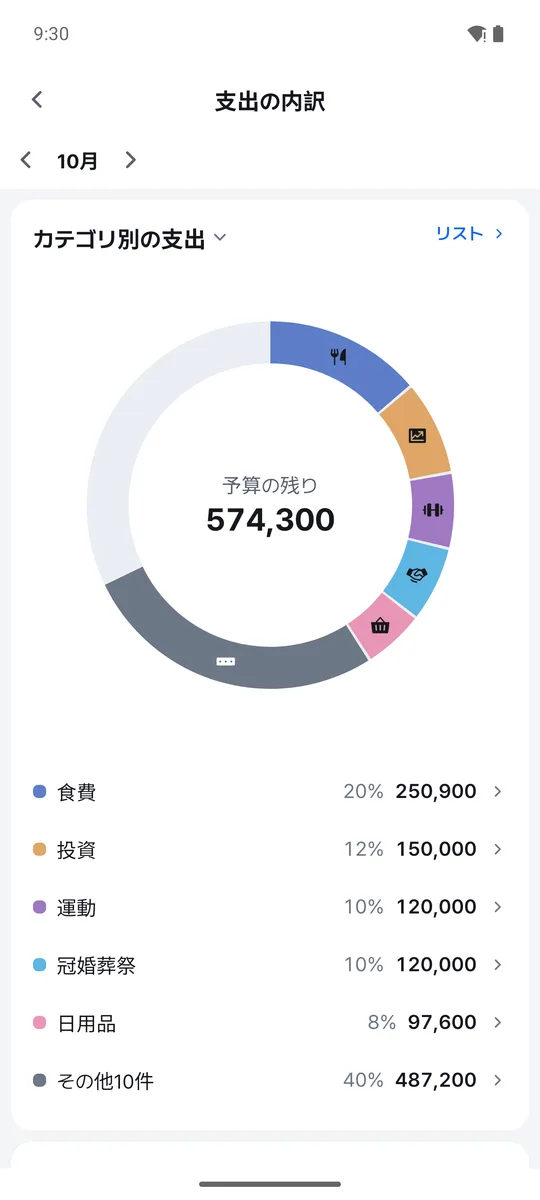 9:30
支出の内訳
10月
カテゴリ別の支出 リスト
予算の残り
574,300
食費 20% 250,900
投資 12% 150,000
運動 10% 120,000
冠婚葬祭 10% 120,000
日用品 8% 97,600
その他10件 40% 487,200